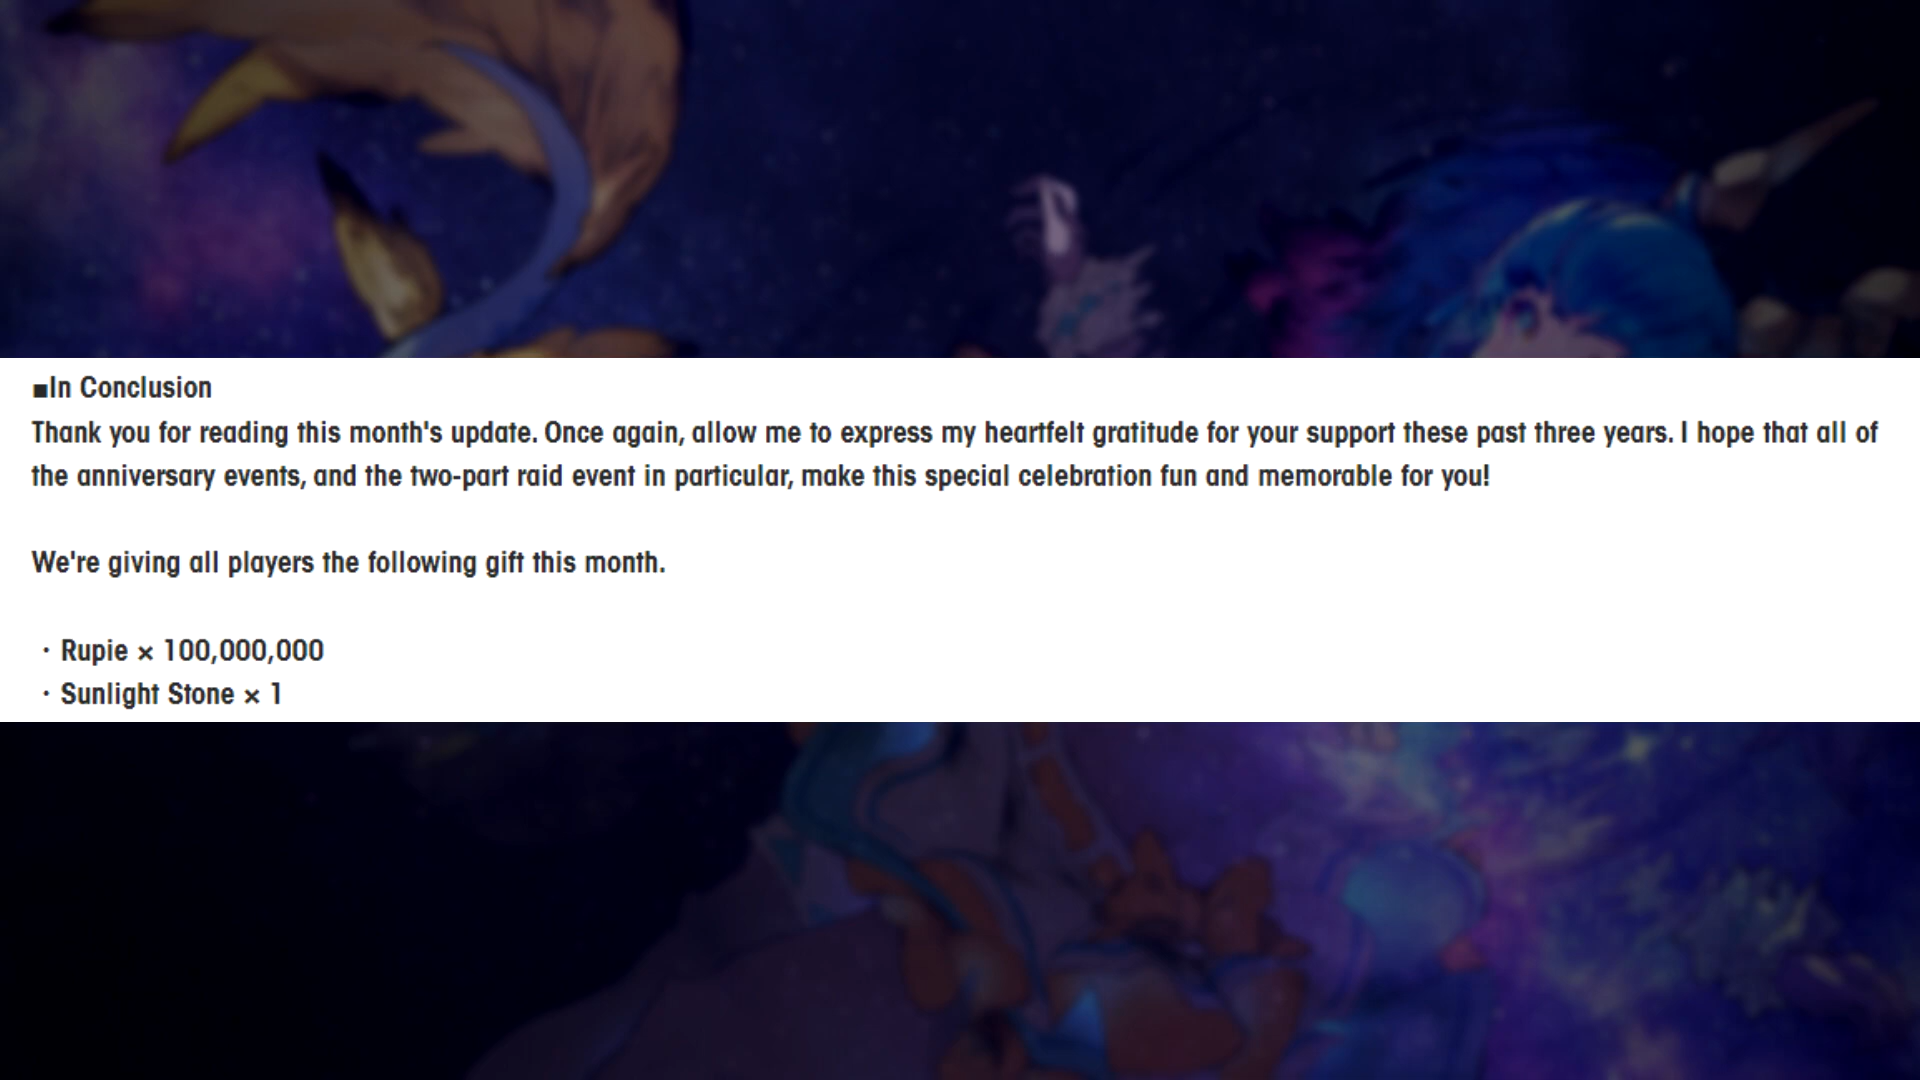 ■In Conclusion
Thank you for reading this month's update. Once again, allow me to express my heartfelt gratitude for your support these past three years. I hope that all of
the anniversary events, and the two-part raid event in particular, make this special celebration fun and memorable for you!
We're giving all players the following gift this month.
・Rupie × 100,000,000
・Sunlight Stone × 1